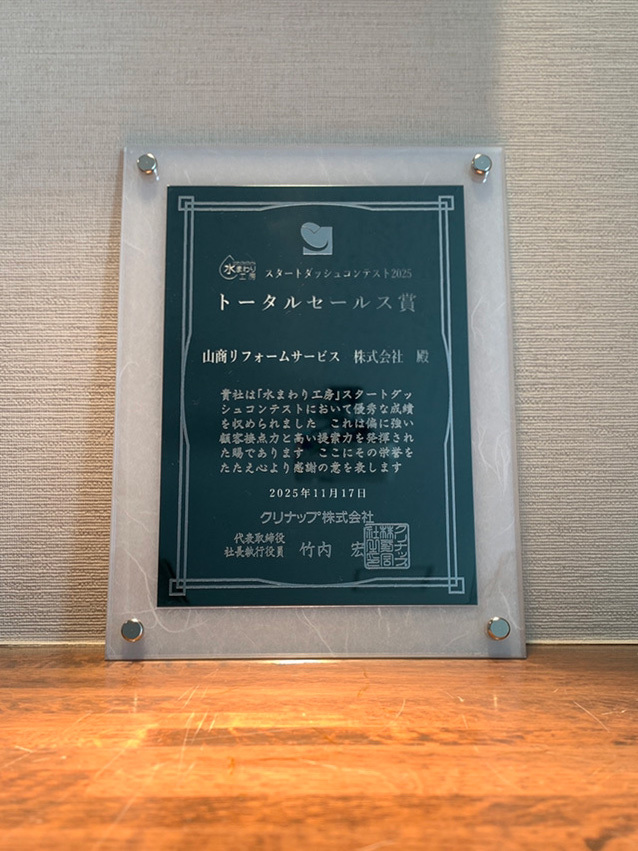 水まわり工房 スタートダッシュコンテスト2025
トータルセールス賞
山商リフォームサービス 株式会社 殿
貴社は「水まわり工房」スタートダッ
シュコンテストにおいて優秀な成績
を収められました これは偏に強い
顧客接点力と高い提案力を発揮され
た賜であります ここにその栄誉を
たたえ心より感謝の意を表します
2025年11月17日
クリナップ株式会社
代表取締役
社長執行役員 竹内 宏